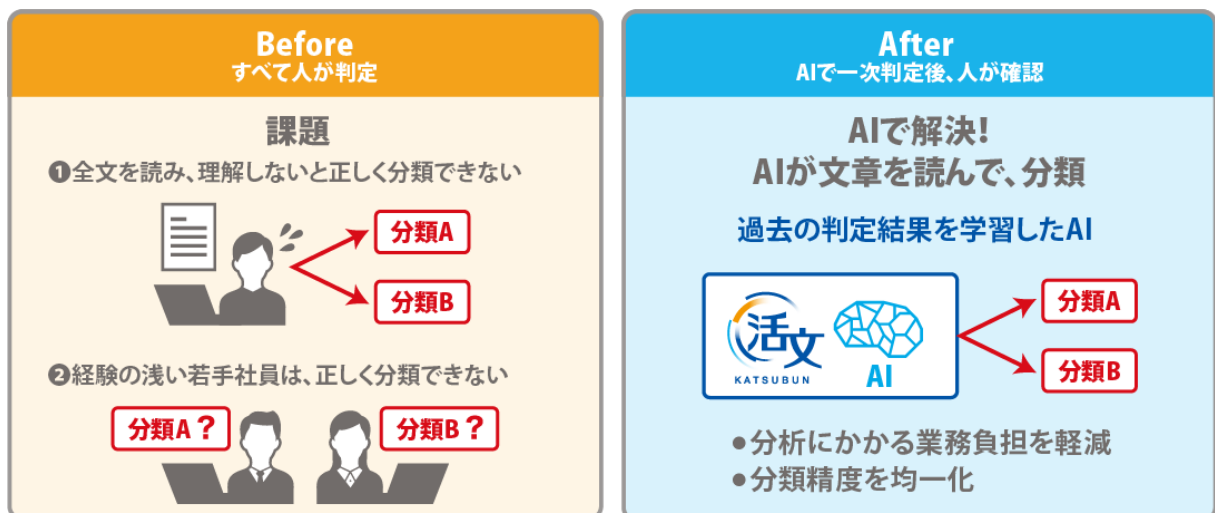 Before
すべて人が判定
課題
❶全文を読み、理解しないと正しく分類できない
分類A
分類B
❷経験の浅い若手社員は、正しく分類できない
分類A？
分類B？
After
AIで一次判定後、人が確認
AIで解決!
AIが文章を読んで、分類
過去の判定結果を学習したAI
活文
KATSUBUN
AI
分類A
分類B
●分析にかかる業務負担を軽減
●分類精度を均一化